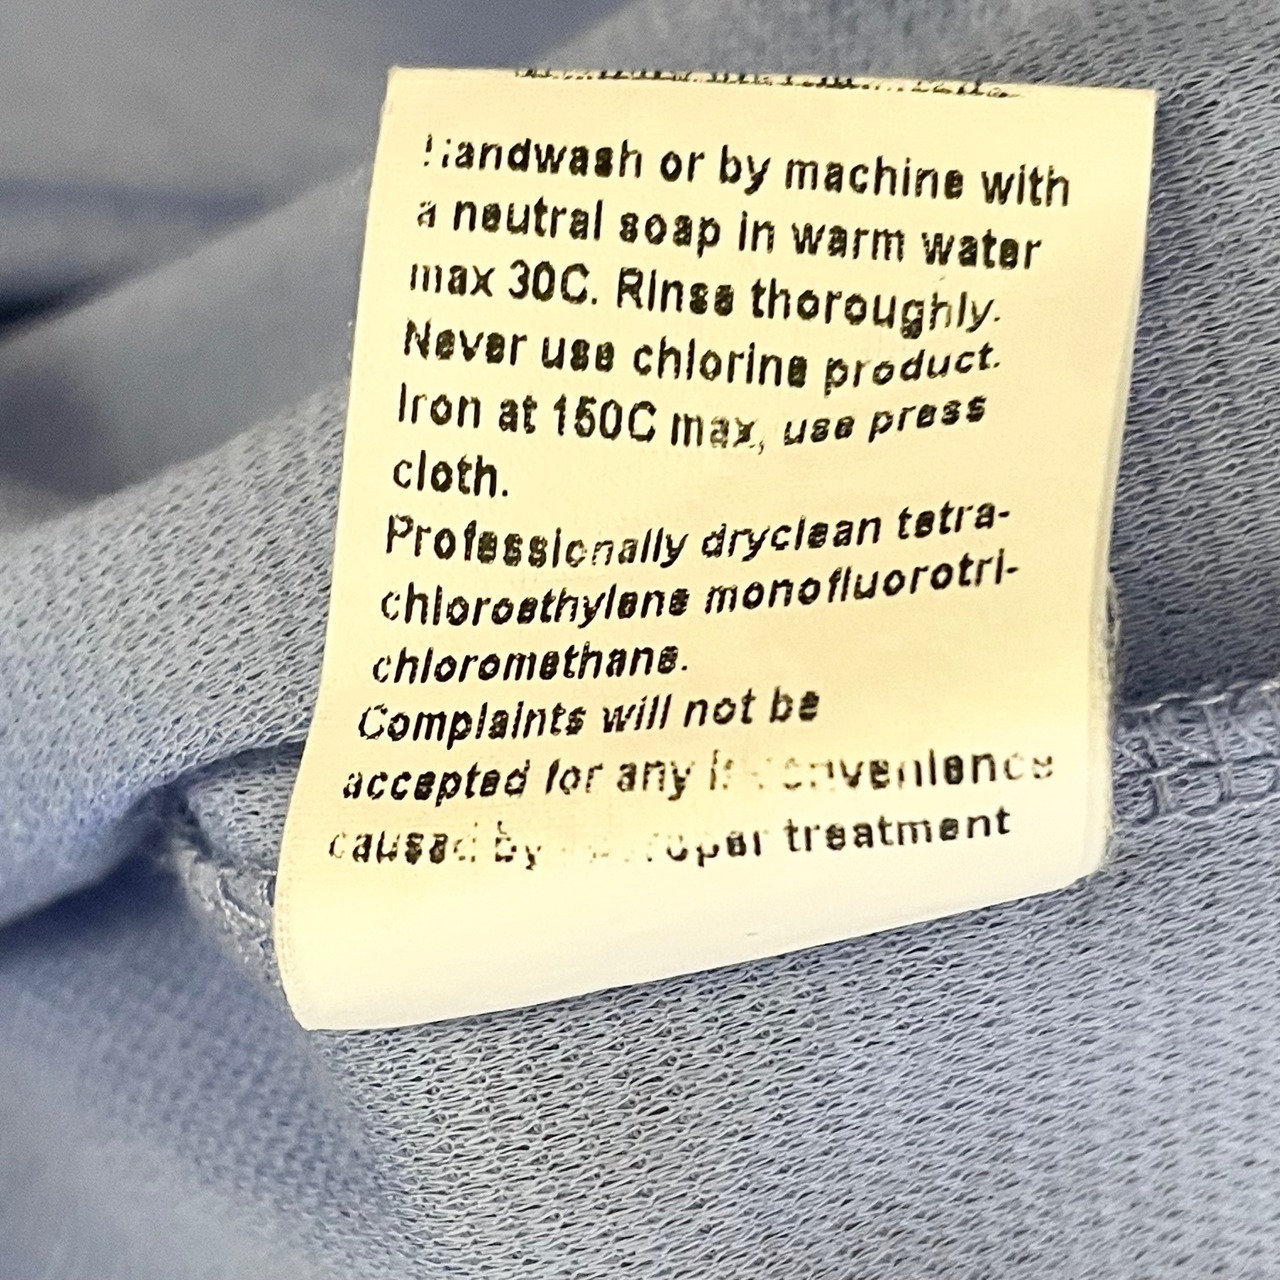 Handwash or by machine with
a neutral soap in warm water
max 30C. Rinse thoroughly.
Never use chlorine product.
Iron at 150C max, use press
cloth.
Professionally dryclean tetra-
chloroethylene monofluorotri-
chloromethane.
Complaints will not be
accepted for any inconvenience
caused by treatment